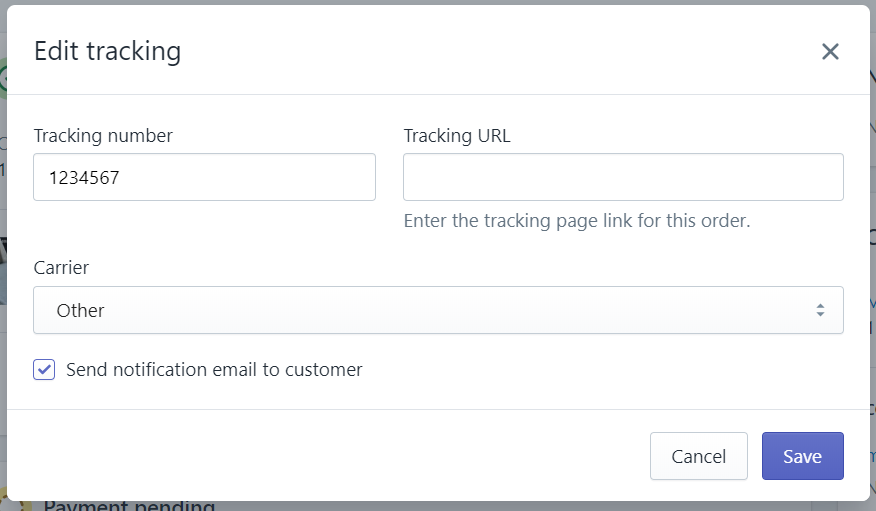 Edit tracking
Tracking number
Tracking URL
1234567
Enter the tracking page link for this order.
Carrier
Other
Send notification email to customer
Cancel
Save
Payment pending